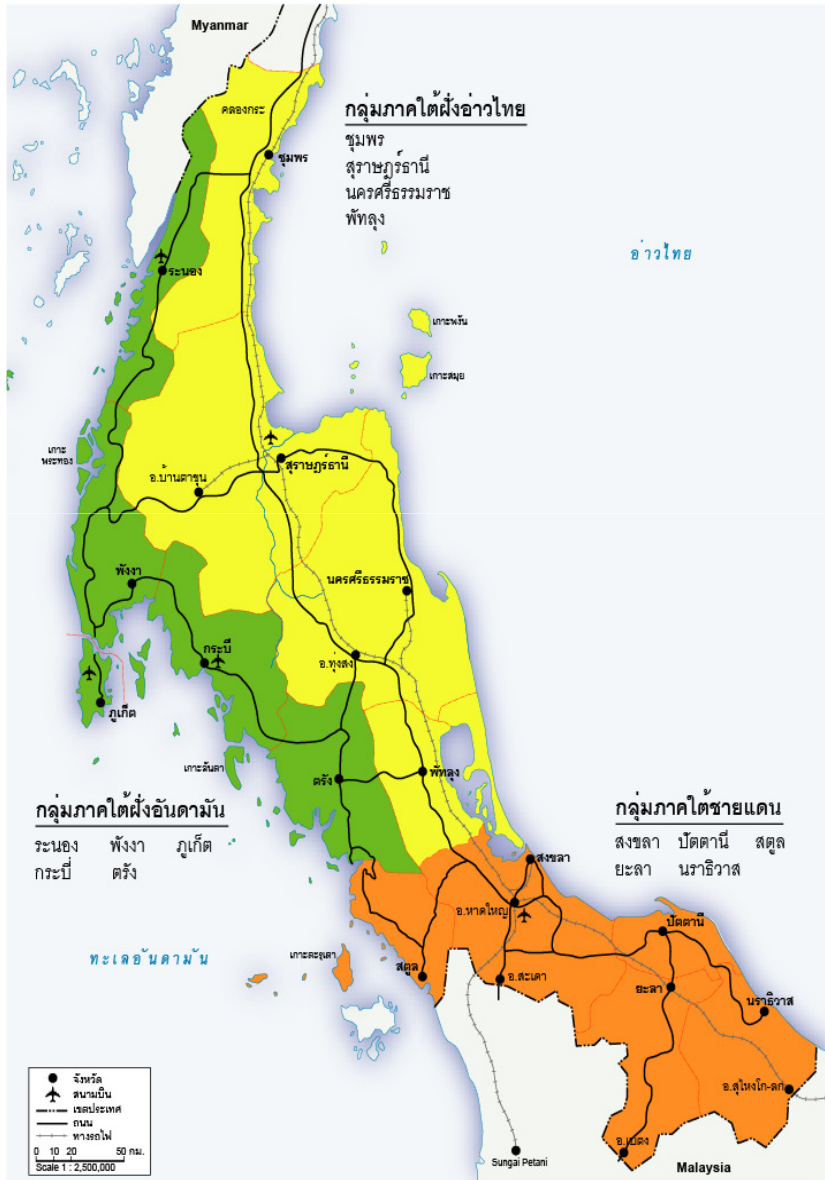 Myanmar
คลองกระ
กลุ่มภาคใต้ฝั่งอ่าวไทย
ชุมพร
สุราษฎร์ธานี
นครศรีธรรมราช
พัทลุง
ชุมพร
อ่าวไทย
ระนอง
เกาะพงัน
เกาะสมุย
เกาะ
พระทอง
อ.บ้านตาขุน
สุราษฎร์ธานี
พังงา
นครศรีธรรมราช
กระบี่
อ.ทุ่งสง
ภูเก็ต
เกาะลันตา
ตรัง
พัทลุง
กลุ่มภาคใต้ฝั่งอันดามัน
ระนอง พังงา ภูเก็ต
กระบี่ ตรัง
กลุ่มภาคใต้ชายแดน
สงขลา ปัตตานี สตูล
ยะลา นราธิวาส
สงขลา
อ.หาดใหญ่
ปัตตานี
ทะเลอันดามัน
เกาะตะรุเตา
สตูล
อ.สะเดา
ยะลา
นราธิวาส
อ.สุไหงโก-ลก
อ.เบตง
Sungai Petani
Malaysia
จังหวัด
สนามบิน
เขตประเทศ
ถนน
ทางรถไฟ
0 10 20 50 กม.
Scale 1 : 2,500,000